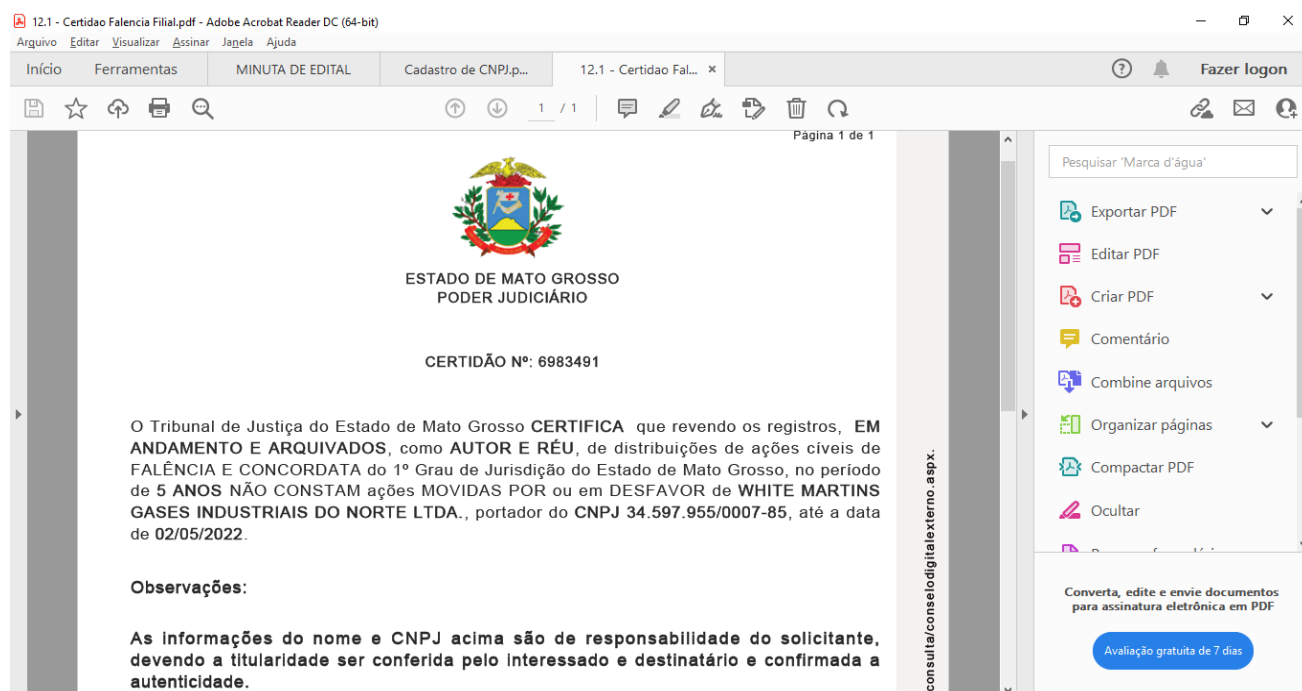 12.1 - Certidao Falencia Filial.pdf - Adobe Acrobat Reader DC (64-bit)
Arquivo Editar Visualizar Assinar Janela Ajuda
Início Ferramentas MINUTA DE EDITAL Cadastro de CNPJ.p... 12.1 - Certidao Fal... × Fazer logon
1 / 1
Página 1 de 1
ESTADO DE MATO GROSSO
PODER JUDICIÁRIO
CERTIDÃO Nº: 6983491
O Tribunal de Justiça do Estado de Mato Grosso CERTIFICA que revendo os registros, EM
ANDAMENTO E ARQUIVADOS, como AUTOR E RÉU, de distribuições de ações cíveis de
FALÊNCIA E CONCORDATA do 1º Grau de Jurisdição do Estado de Mato Grosso, no período
de 5 ANOS NÃO CONSTAM ações MOVIDAS POR ou em DESFAVOR de WHITE MARTINS
GASES INDUSTRIAIS DO NORTE LTDA., portador do CNPJ 34.597.955/0007-85, até a data
de 02/05/2022.
Observações:
As informações do nome e CNPJ acima são de responsabilidade do solicitante,
devendo a titularidade ser conferida pelo interessado e destinatário e confirmada a
autenticidade.
consulta/conselodigitalexterno.aspx.
Pesquisar 'Marca d'água'
Exportar PDF
Editar PDF
Criar PDF
Comentário
Combine arquivos
Organizar páginas
Compactar PDF
Ocultar
Converta, edite e envie documentos
para assinatura eletrônica em PDF
Avaliação gratuita de 7 dias